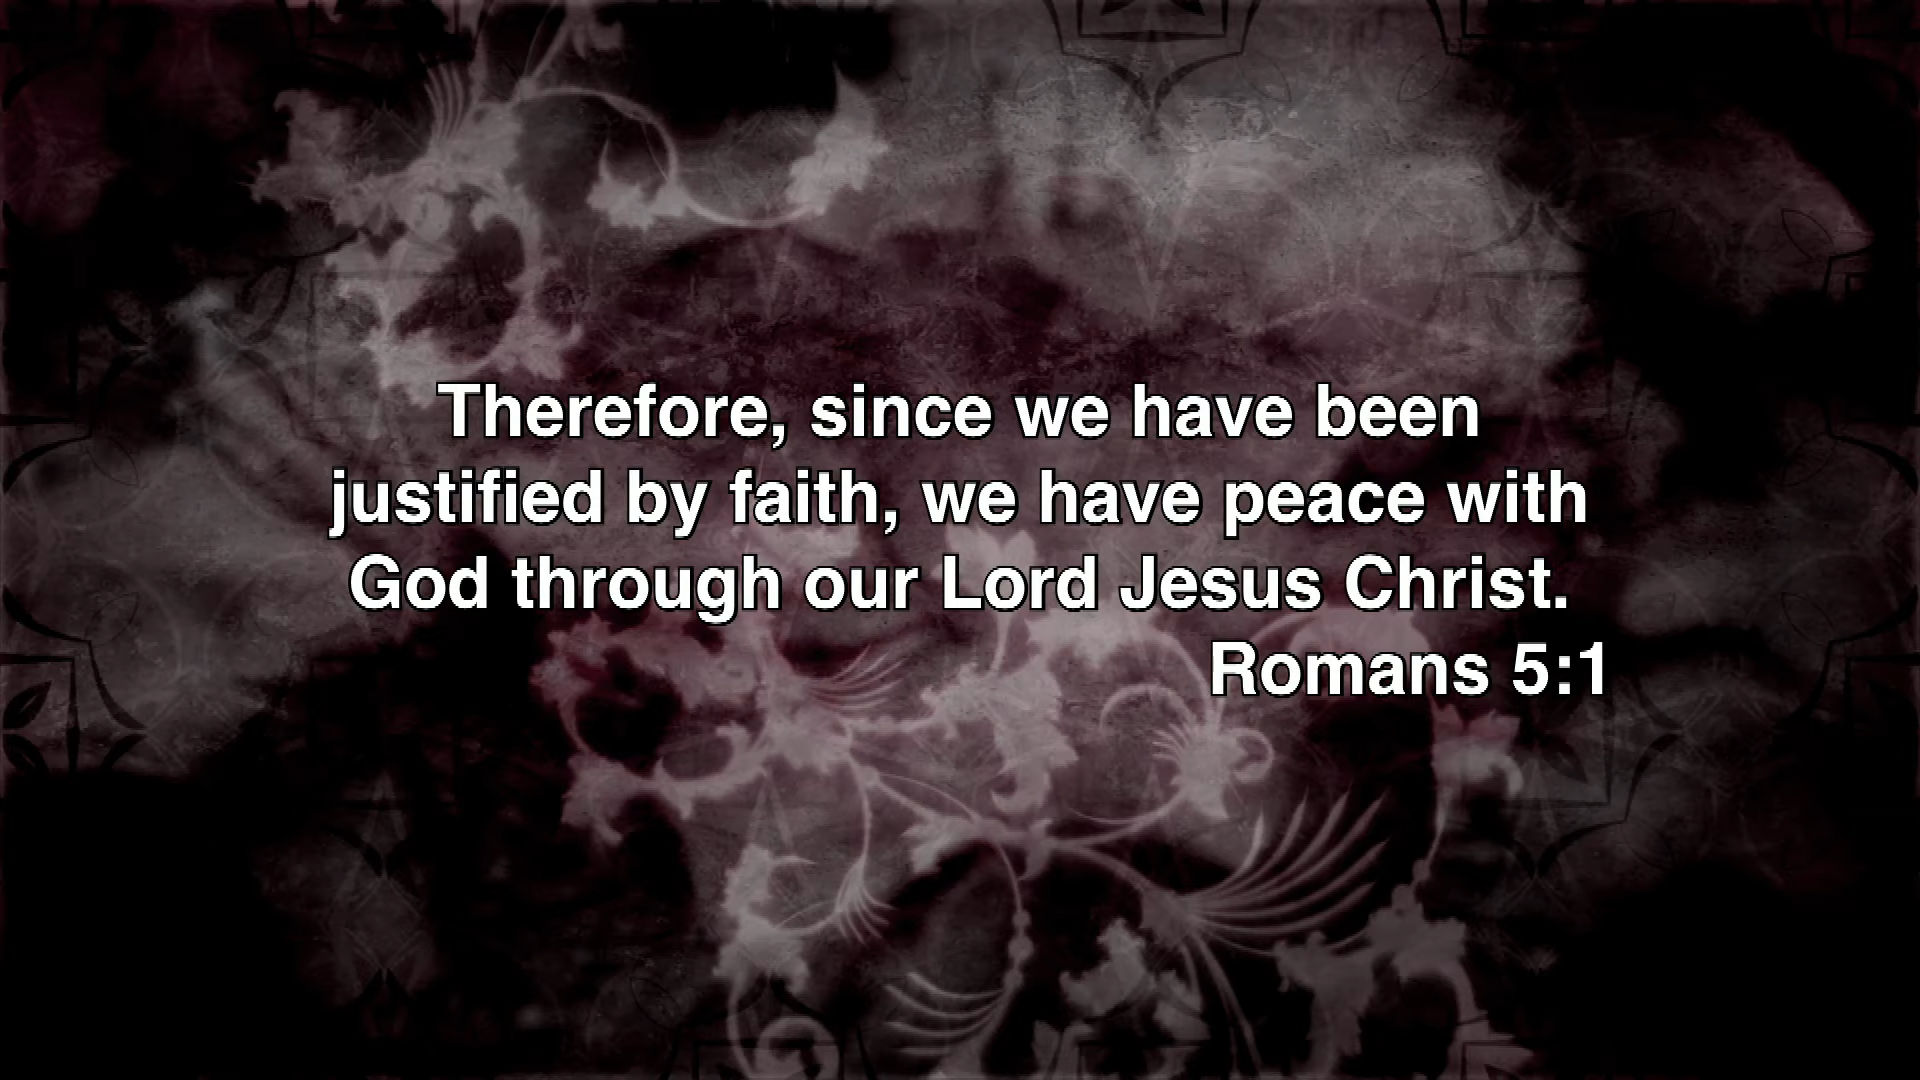 Therefore, since we have been
justified by faith, we have peace with
God through our Lord Jesus Christ.
Romans 5:1